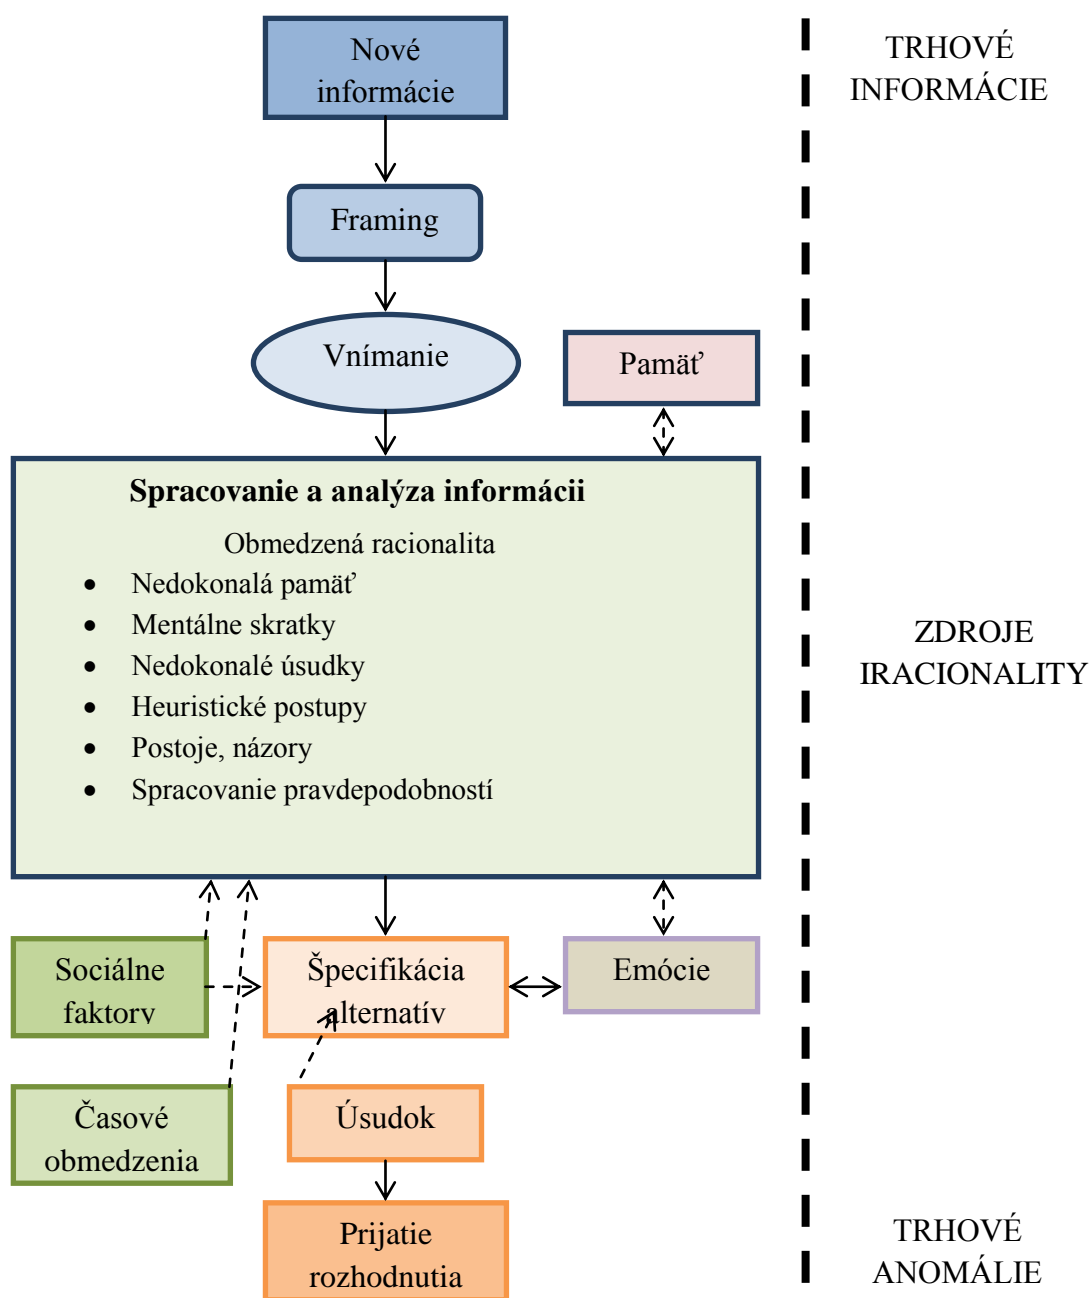 Nové
informácie
TRHOVÉ
INFORMÁCIE
Framing
Vnímanie
Pamäť
Spracovanie a analýza informácii
Obmedzená racionalita
• Nedokonalá pamäť
• Mentálne skratky
• Nedokonalé úsudky
• Heuristické postupy
• Postoje, názory
• Spracovanie pravdepodobností
ZDROJE
IRACIONALITY
Sociálne
faktory
Špecifikácia
alternatív
Emócie
Časové
obmedzenia
Úsudok
Prijatie
rozhodnutia
TRHOVÉ
ANOMÁLIE